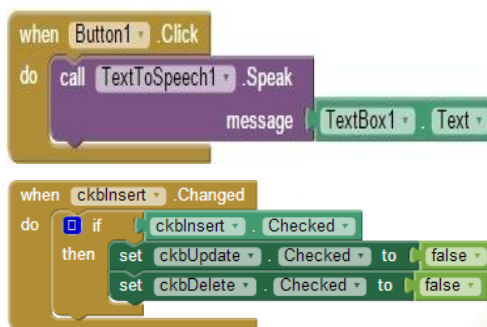 when Button1 .Click
do call TextToSpeech1 .Speak
message TextBox1 . Text
when ckbInsert .Changed
do if ckbInsert . Checked
then set ckbUpdate . Checked to false
set ckbDelete . Checked to false